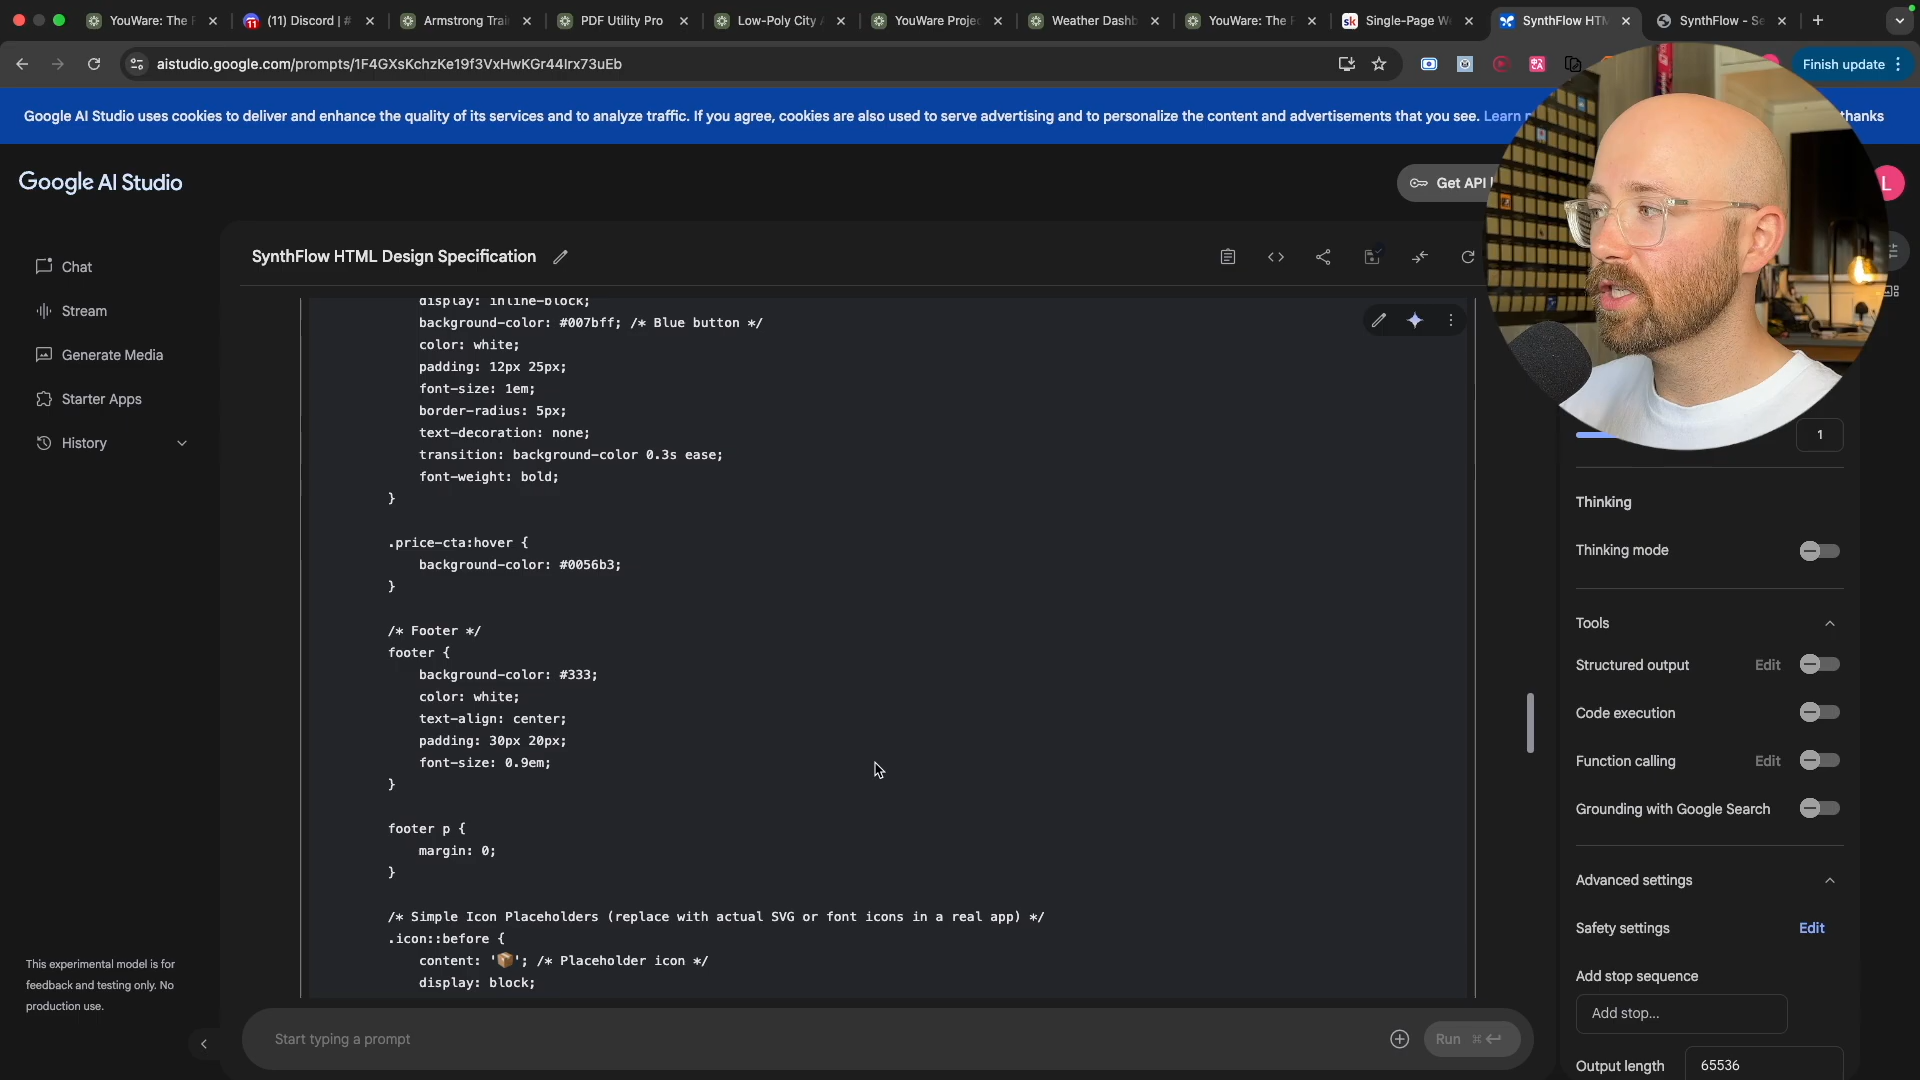 YouWare: The F
(11) Discord | #
Armstrong Trai
PDF Utility Pro
Low-Poly City A
YouWare Projec
Weather Dashb
YouWare: The F
Single-Page We
SynthFlow HTM
SynthFlow - Se
aistudio.google.com/prompts/1F4GXsKchzKe19f3VxHwKGr44lrx73uEb
Finish update
Google AI Studio uses cookies to deliver and enhance the quality of its services and to analyze traffic. If you agree, cookies are also used to serve advertising and to personalize the content and advertisements that you see. Learn
thanks
Google AI Studio
Get API
L
Chat
Stream
Generate Media
Starter Apps
History
This experimental model is for
feedback and testing only. No
production use.
SynthFlow HTML Design Specification
display: inline-block;
background-color: #007bff; /* Blue button */
color: white;
padding: 12px 25px;
font-size: 1em;
border-radius: 5px;
text-decoration: none;
transition: background-color 0.3s ease;
font-weight: bold;
}
.price-cta:hover {
background-color: #0056b3;
}
/* Footer */
footer {
background-color: #333;
color: white;
text-align: center;
padding: 30px 20px;
font-size: 0.9em;
}
footer p {
margin: 0;
}
/* Simple Icon Placeholders (replace with actual SVG or font icons in a real app) */
.icon::before {
content: '📦'; /* Placeholder icon */
display: block;
Start typing a prompt
Run ⌘ ↵
1
Thinking
Thinking mode
Tools
Structured output Edit
Code execution
Function calling Edit
Grounding with Google Search
Advanced settings
Safety settings Edit
Add stop sequence
Add stop...
Output length 65536